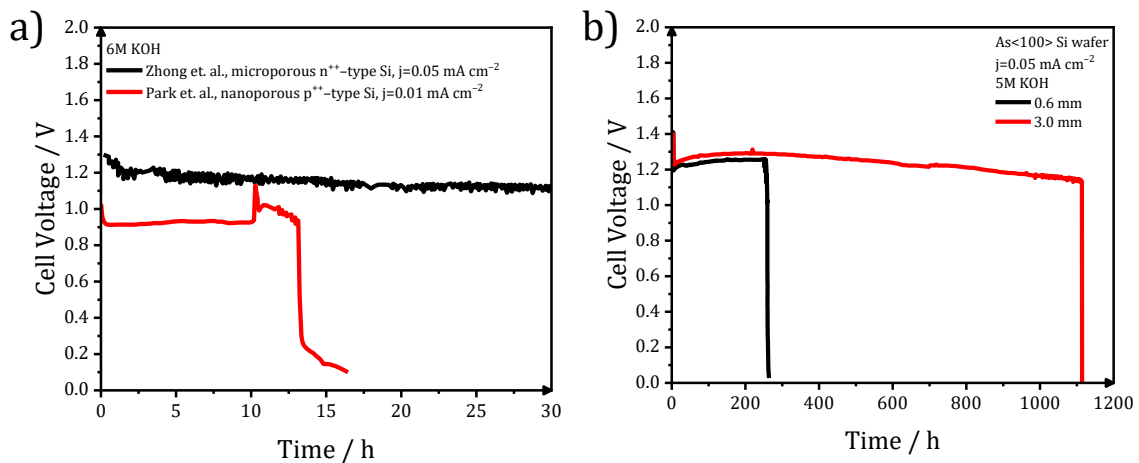 a)
6M KOH
Zhong et. al., microporous n⁺⁺–type Si, j=0.05 mA cm⁻²
Park et. al., nanoporous p⁺⁺–type Si, j=0.01 mA cm⁻²
2.0
1.8
1.6
1.4
1.2
1.0
0.8
0.6
0.4
0.2
0.0
Cell Voltage / V
0 5 10 15 20 25 30
Time / h
b)
As<100> Si wafer
j=0.05 mA cm⁻²
5M KOH
0.6 mm
3.0 mm
2.0
1.8
1.6
1.4
1.2
1.0
0.8
0.6
0.4
0.2
0.0
Cell Voltage / V
0 200 400 600 800 1000 1200
Time / h